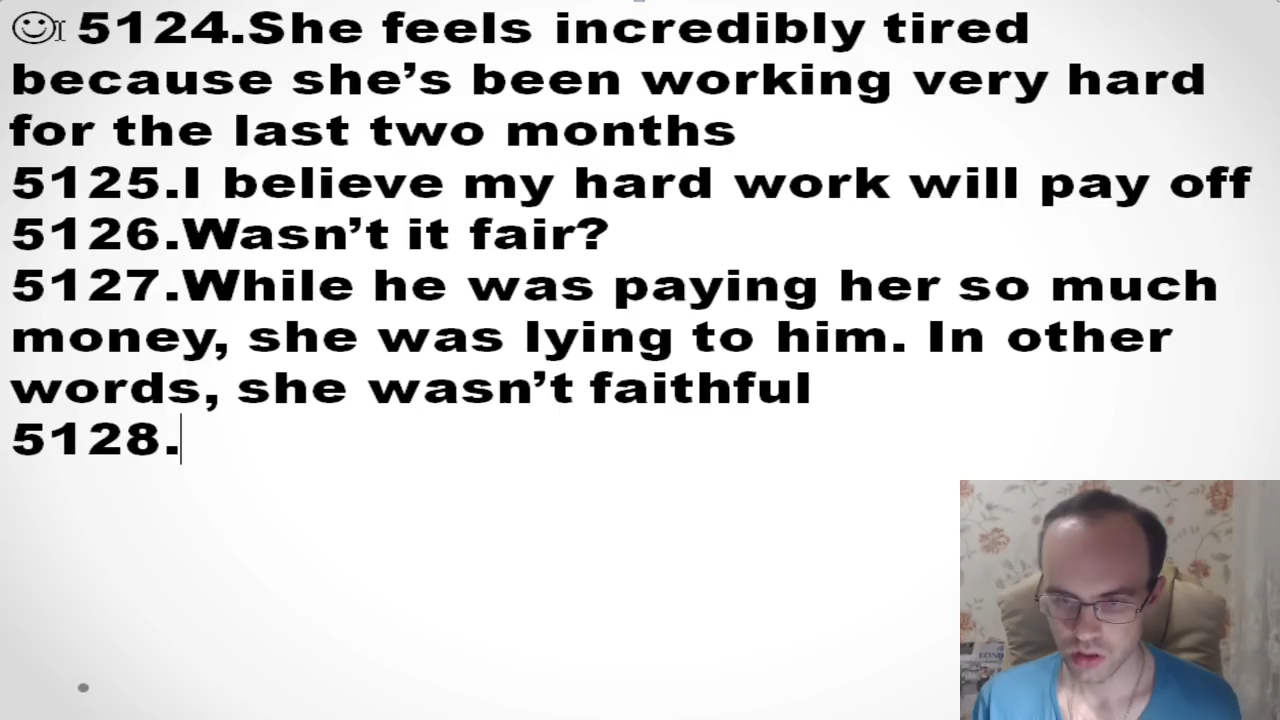 ☺ 5124.She feels incredibly tired
because she’s been working very hard
for the last two months
5125.I believe my hard work will pay off
5126.Wasn’t it fair?
5127.While he was paying her so much
money, she was lying to him. In other
words, she wasn’t faithful
5128.